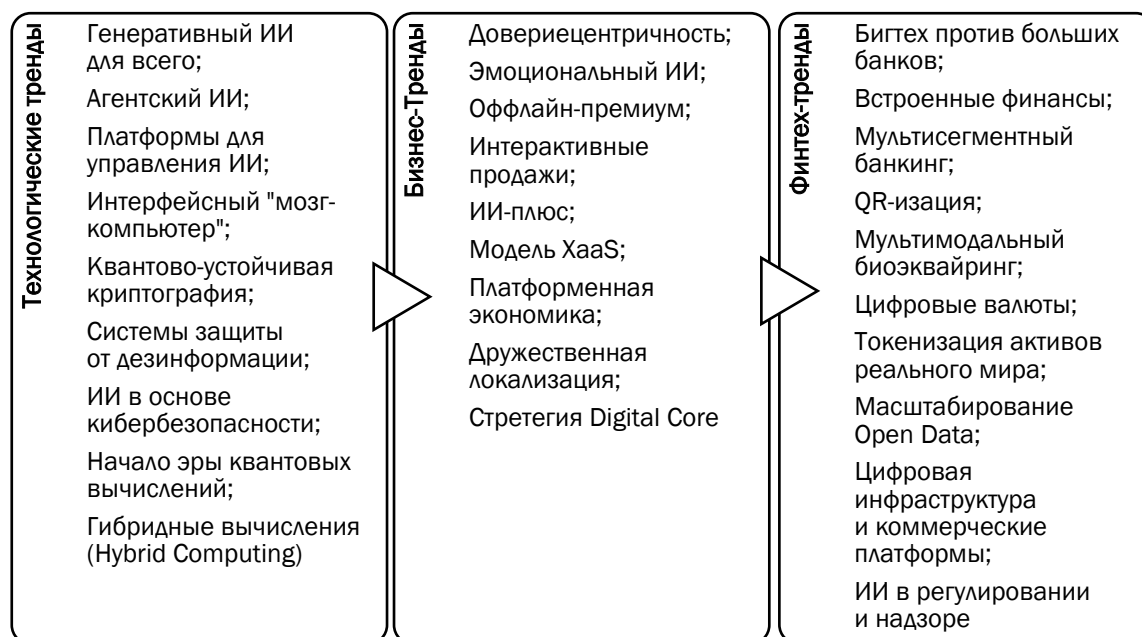 Технологические тренды
Генеративный ИИ
для всего;
Агентский ИИ;
Платформы для
управления ИИ;
Интерфейсный "мозг-
компьютер";
Квантово-устойчивая
криптография;
Системы защиты
от дезинформации;
ИИ в основе
кибербезопасности;
Начало эры квантовых
вычислений;
Гибридные вычисления
(Hybrid Computing)
Бизнес-Тренды
Довериецентричность;
Эмоциональный ИИ;
Оффлайн-премиум;
Интерактивные
продажи;
ИИ-плюс;
Модель XaaS;
Платформенная
экономика;
Дружественная
локализация;
Стретегия Digital Core
Финтех-тренды
Бигтех против больших
банков;
Встроенные финансы;
Мультисегментный
банкинг;
QR-изация;
Мультимодальный
биоэквайринг;
Цифровые валюты;
Токенизация активов
реального мира;
Масштабирование
Open Data;
Цифровая
инфраструктура
и коммерческие
платформы;
ИИ в регулировании
и надзоре